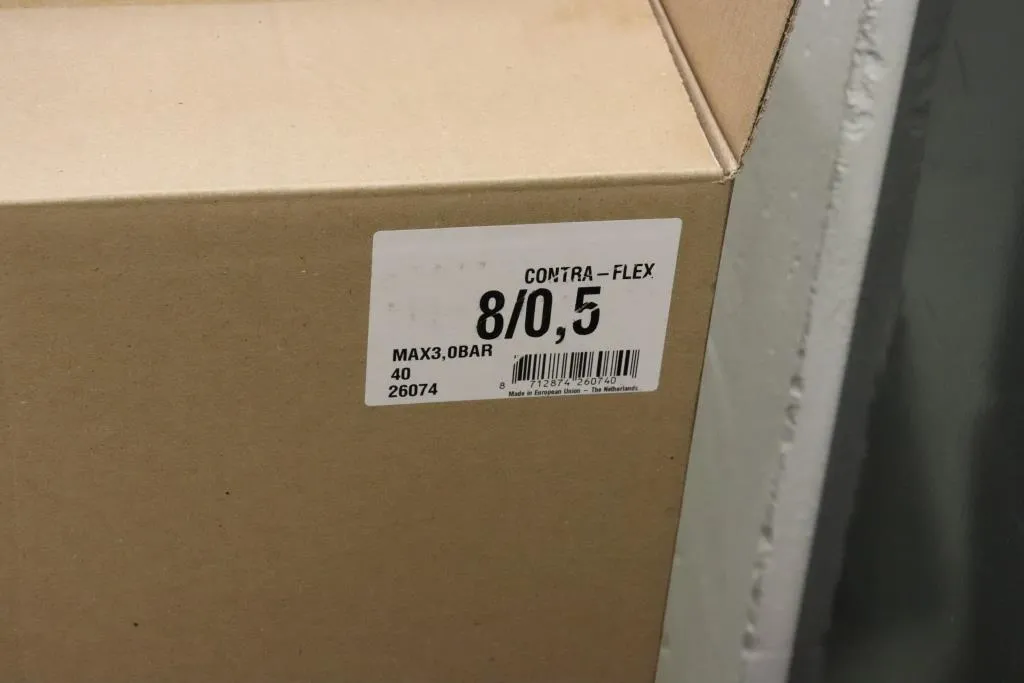 CONTRA-FLEX
8/0,5
MAX3,0BAR
40
26074
8 712874 260740
Made in European Union - The Netherlands